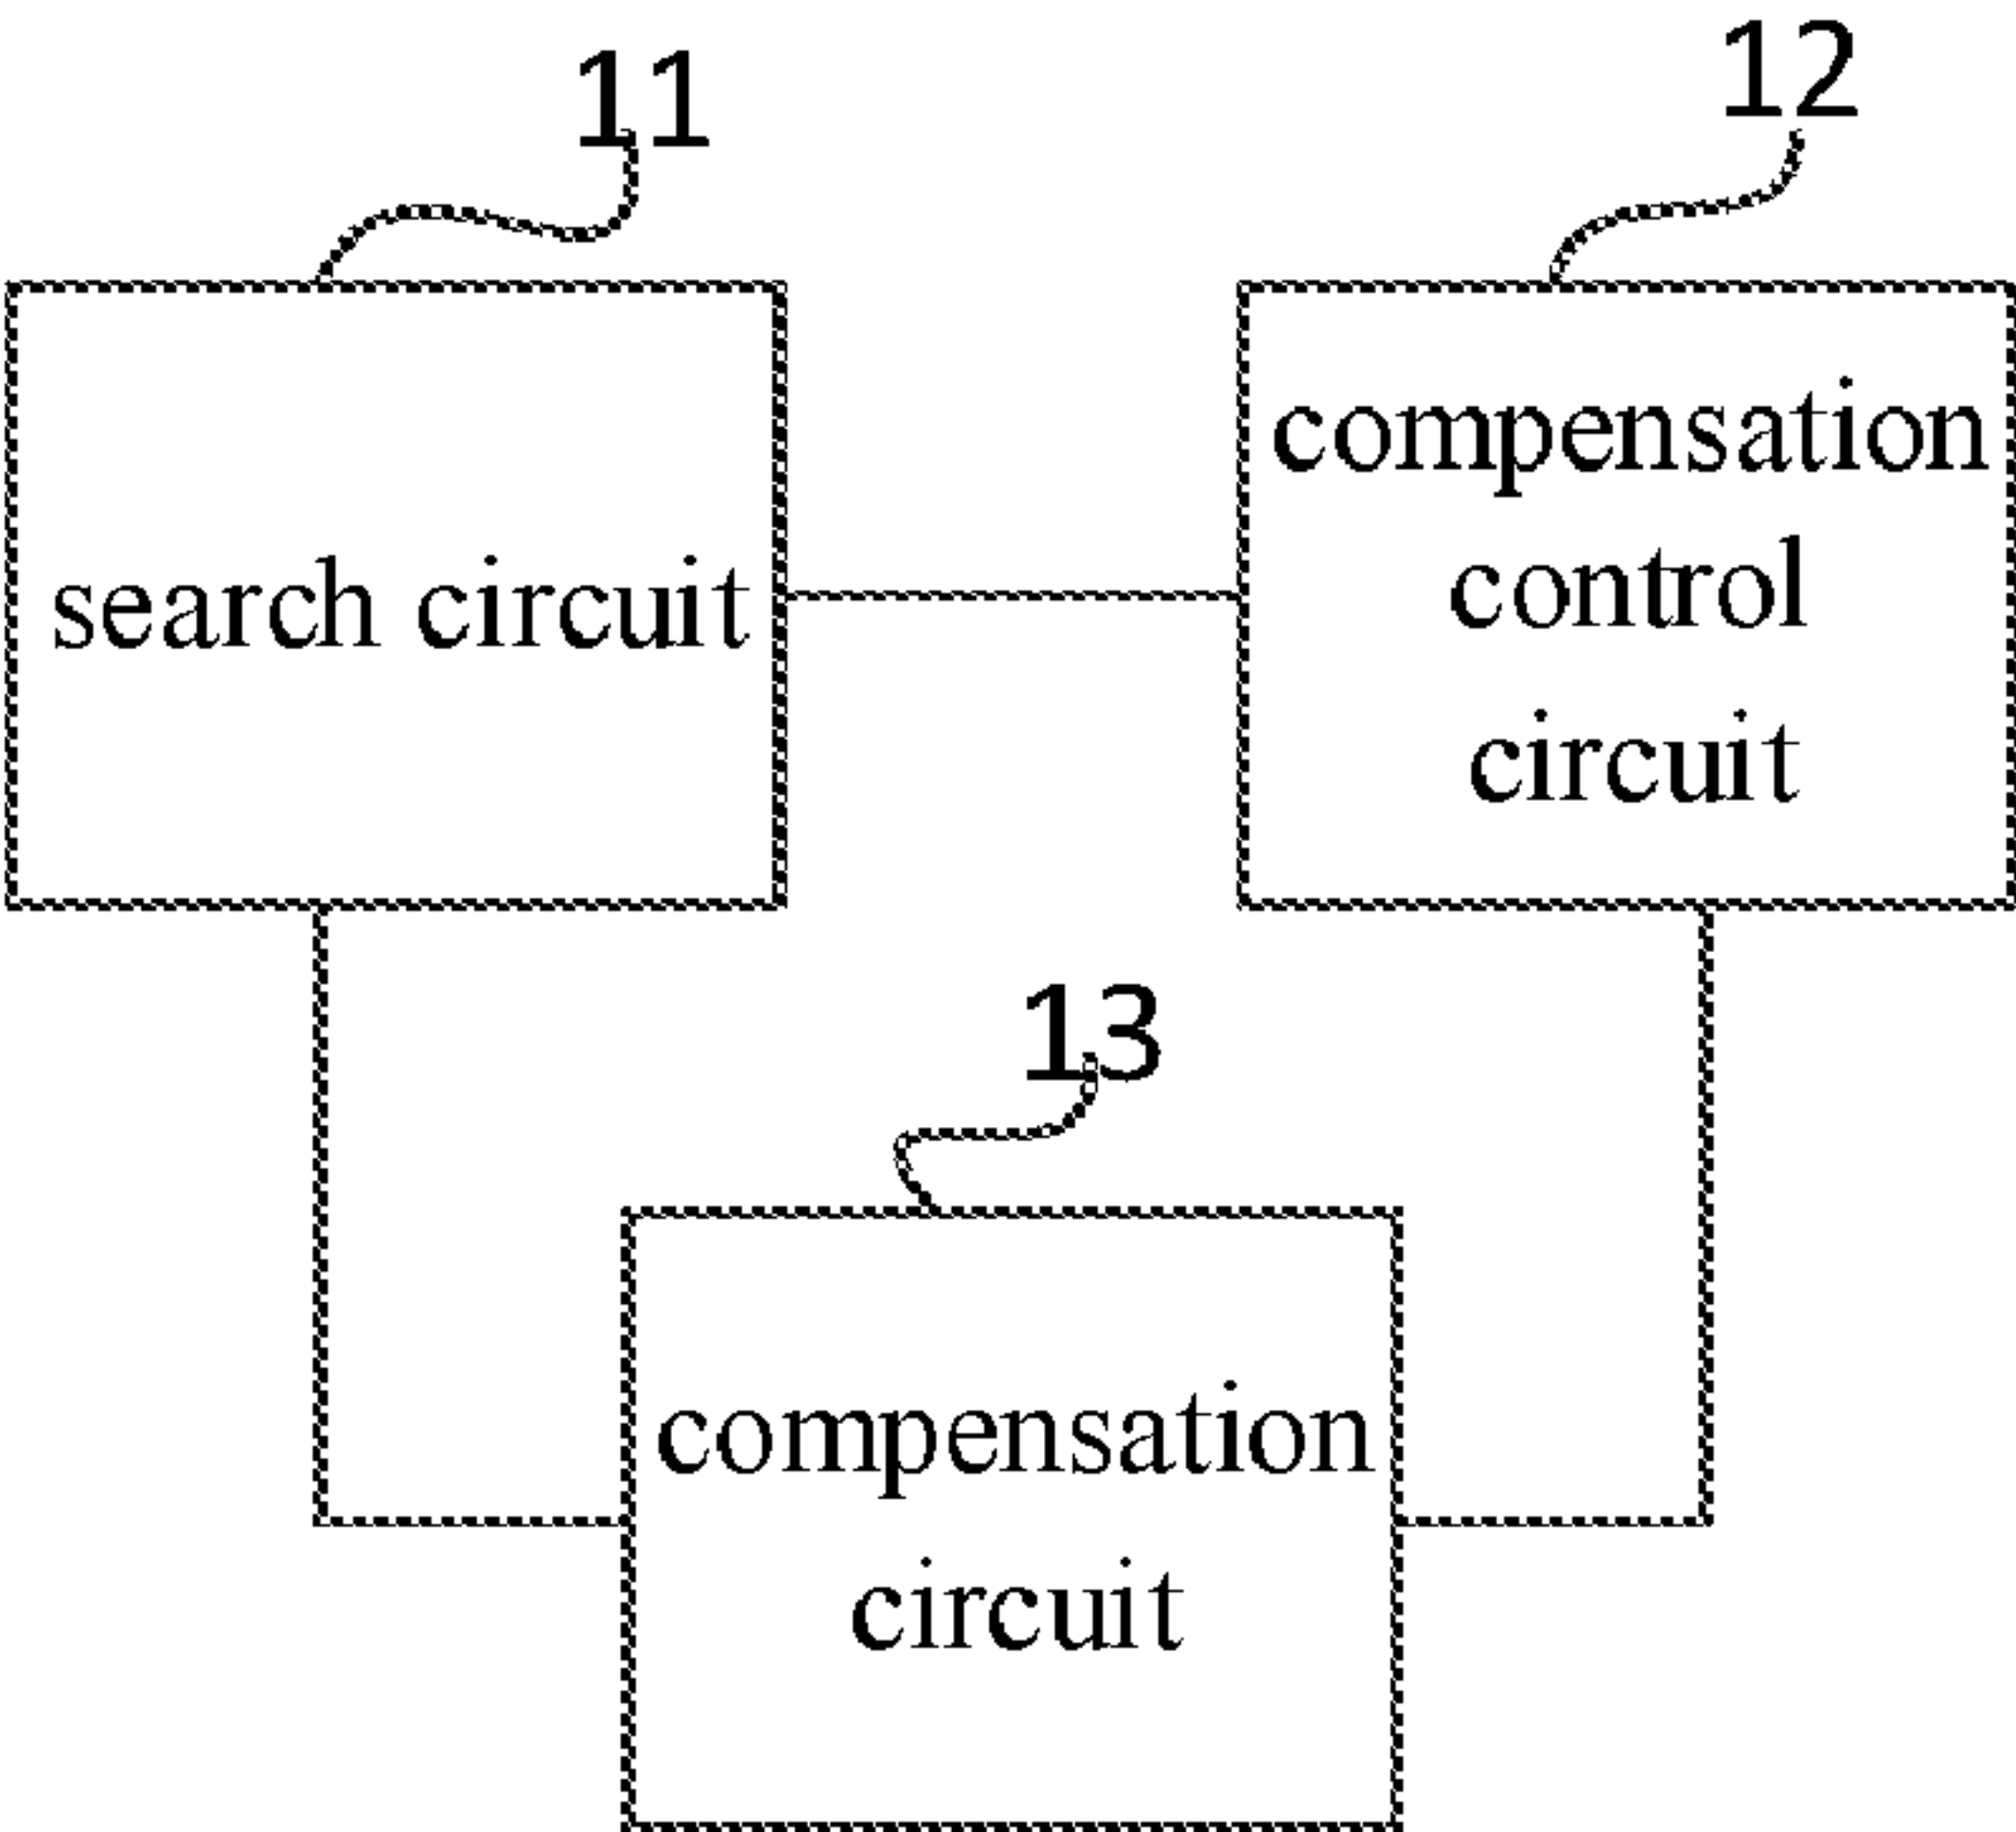 11
12
search circuit
compensation
control
circuit
13
compensation
circuit